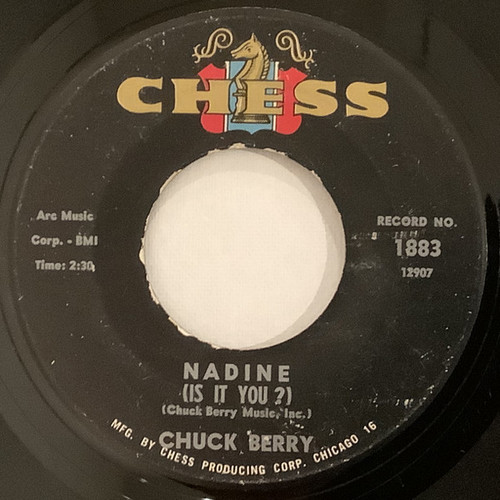 CHESS
Arc Music
Corp. - BMI
Time: 2:30
RECORD NO.
1883
12907
NADINE
(IS IT YOU ?)
(Chuck Berry Music, Inc.)
CHUCK BERRY
MFG. BY CHESS PRODUCING CORP. CHICAGO 16